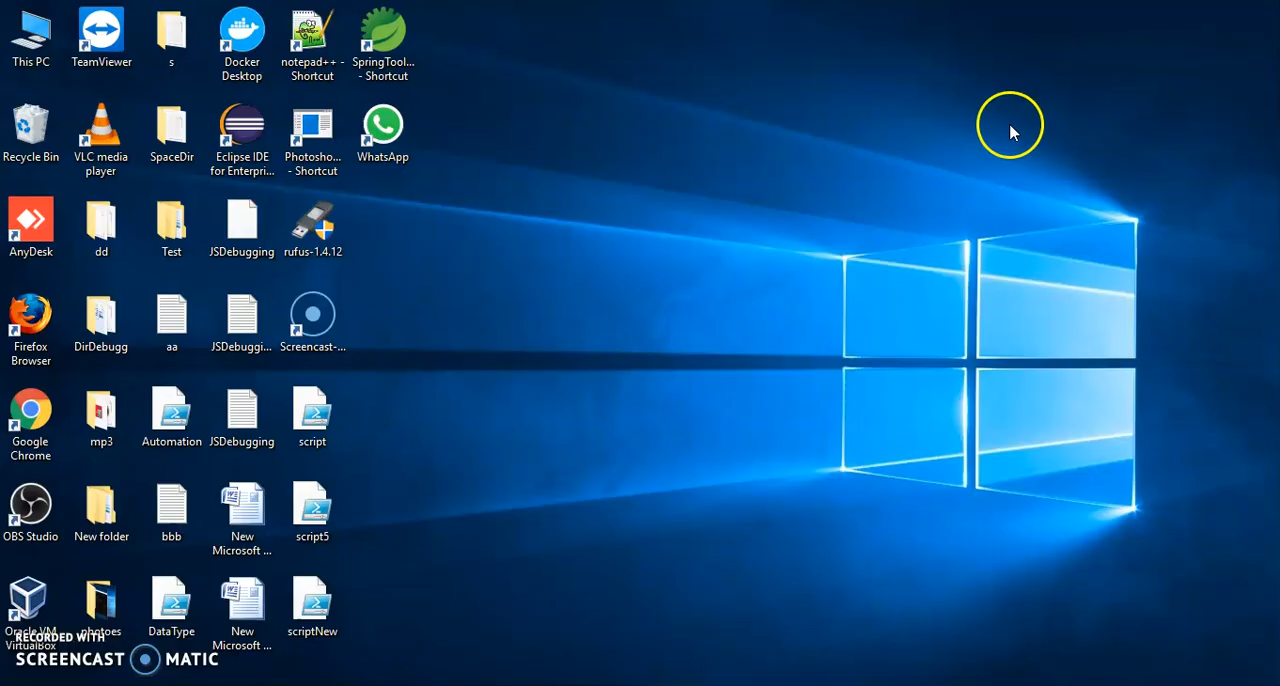 This PC
TeamViewer
s
Docker
Desktop
notepad++ -
Shortcut
SpringTool...
- Shortcut
Recycle Bin
VLC media
player
SpaceDir
Eclipse IDE
for Enterpri...
Photosho...
- Shortcut
WhatsApp
AnyDesk
dd
Test
JSDebugging
rufus-1.4.12
Firefox
Browser
DirDebugg
aa
JSDebuggi...
Screencast-...
Google
Chrome
mp3
Automation
JSDebugging
script
OBS Studio
New folder
bbb
New
Microsoft ...
script5
Oracle VM
VirtualBox
photoes
DataType
New
Microsoft ...
scriptNew
RECORDED WITH
SCREENCAST MATIC